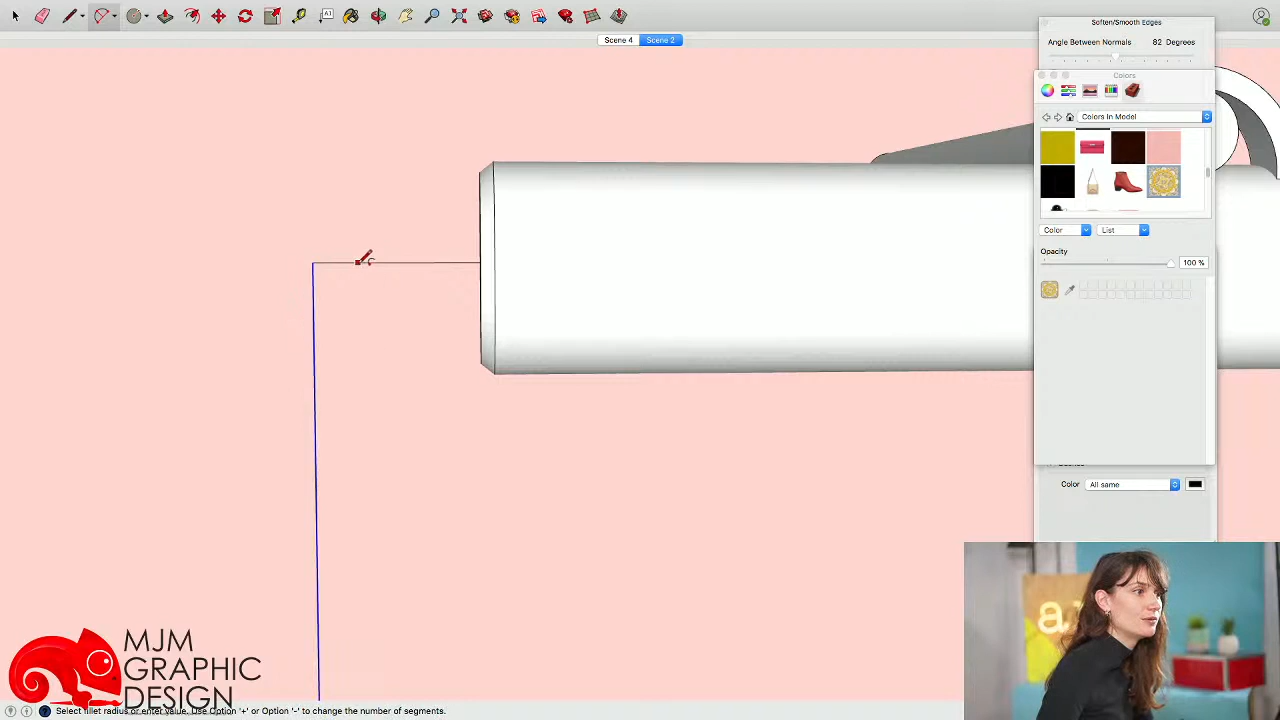 Soften/Smooth Edges
Scene 4
Scene 2
Angle Between Normals 82 Degrees
Colors
Colors In Model
Color
List
Opacity
100 %
Color
All same
MJM
GRAPHIC
DESIGN
Select fillet radius or enter value. Use Option '+' or Option '-' to change the number of segments.